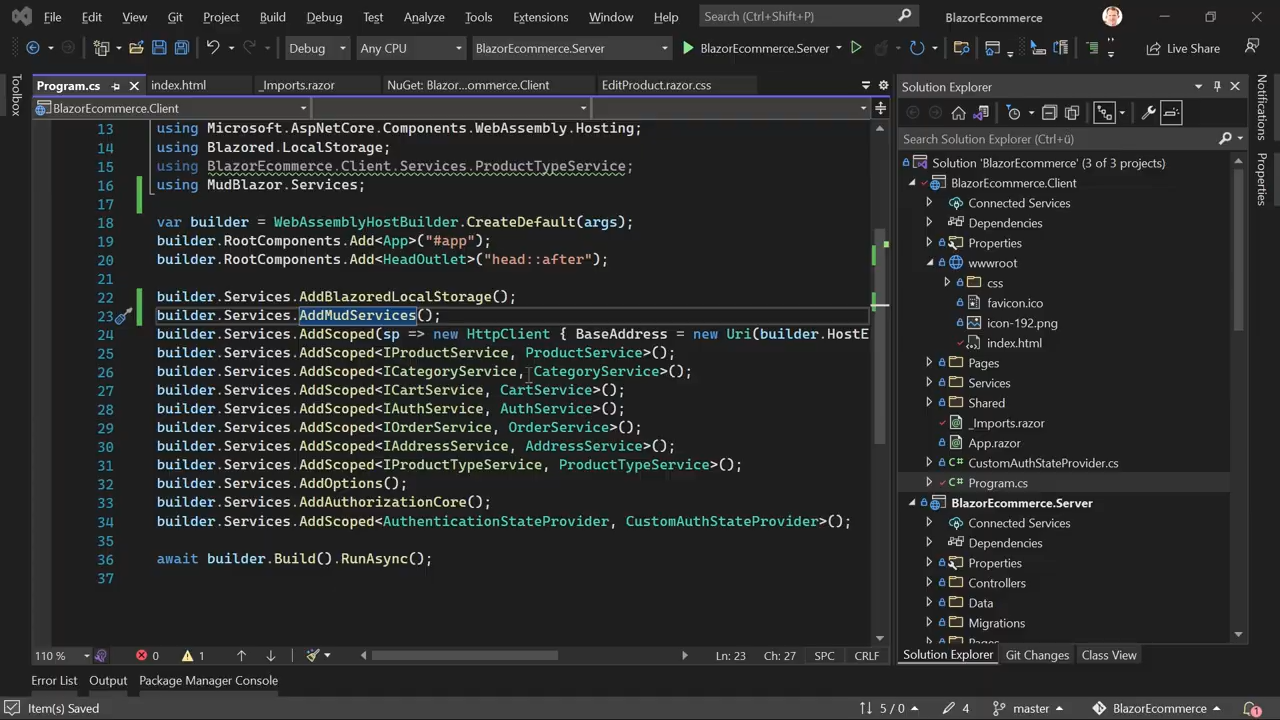 File Edit View Git Project Build Debug Test Analyze Tools Extensions Window Help Search (Ctrl+Shift+P) BlazorEcommerce
Debug Any CPU BlazorEcommerce.Server BlazorEcommerce.Server Live Share
Toolbox
Program.cs index.html _Imports.razor NuGet: Blazor...ommerce.Client EditProduct.razor.css
BlazorEcommerce.Client
13 using Microsoft.AspNetCore.Components.WebAssembly.Hosting;
14 using Blazored.LocalStorage;
15 using BlazorEcommerce.Client.Services.ProductTypeService;
16 using MudBlazor.Services;
17
18 var builder = WebAssemblyHostBuilder.CreateDefault(args);
19 builder.RootComponents.Add<App>("#app");
20 builder.RootComponents.Add<HeadOutlet>("head::after");
21
22 builder.Services.AddBlazoredLocalStorage();
23 builder.Services.AddMudServices();
24 builder.Services.AddScoped(sp => new HttpClient { BaseAddress = new Uri(builder.HostE
25 builder.Services.AddScoped<IProductService, ProductService>();
26 builder.Services.AddScoped<ICategoryService, CategoryService>();
27 builder.Services.AddScoped<ICartService, CartService>();
28 builder.Services.AddScoped<IAuthService, AuthService>();
29 builder.Services.AddScoped<IOrderService, OrderService>();
30 builder.Services.AddScoped<IAddressService, AddressService>();
31 builder.Services.AddScoped<IProductTypeService, ProductTypeService>();
32 builder.Services.AddOptions();
33 builder.Services.AddAuthorizationCore();
34 builder.Services.AddScoped<AuthenticationStateProvider, CustomAuthStateProvider>();
35
36 await builder.Build().RunAsync();
37
110 % 0 1 Ln: 23 Ch: 27 SPC CRLF
Error List Output Package Manager Console
Solution Explorer
Search Solution Explorer (Ctrl+ü)
Solution 'BlazorEcommerce' (3 of 3 projects)
BlazorEcommerce.Client
Connected Services
Dependencies
Properties
wwwroot
css
favicon.ico
icon-192.png
index.html
Pages
Services
Shared
_Imports.razor
App.razor
C# CustomAuthStateProvider.cs
C# Program.cs
BlazorEcommerce.Server
Connected Services
Dependencies
Properties
Controllers
Data
Migrations
Pages
Solution Explorer Git Changes Class View
Notifications
Properties
Item(s) Saved 5 / 0 4 master BlazorEcommerce 1